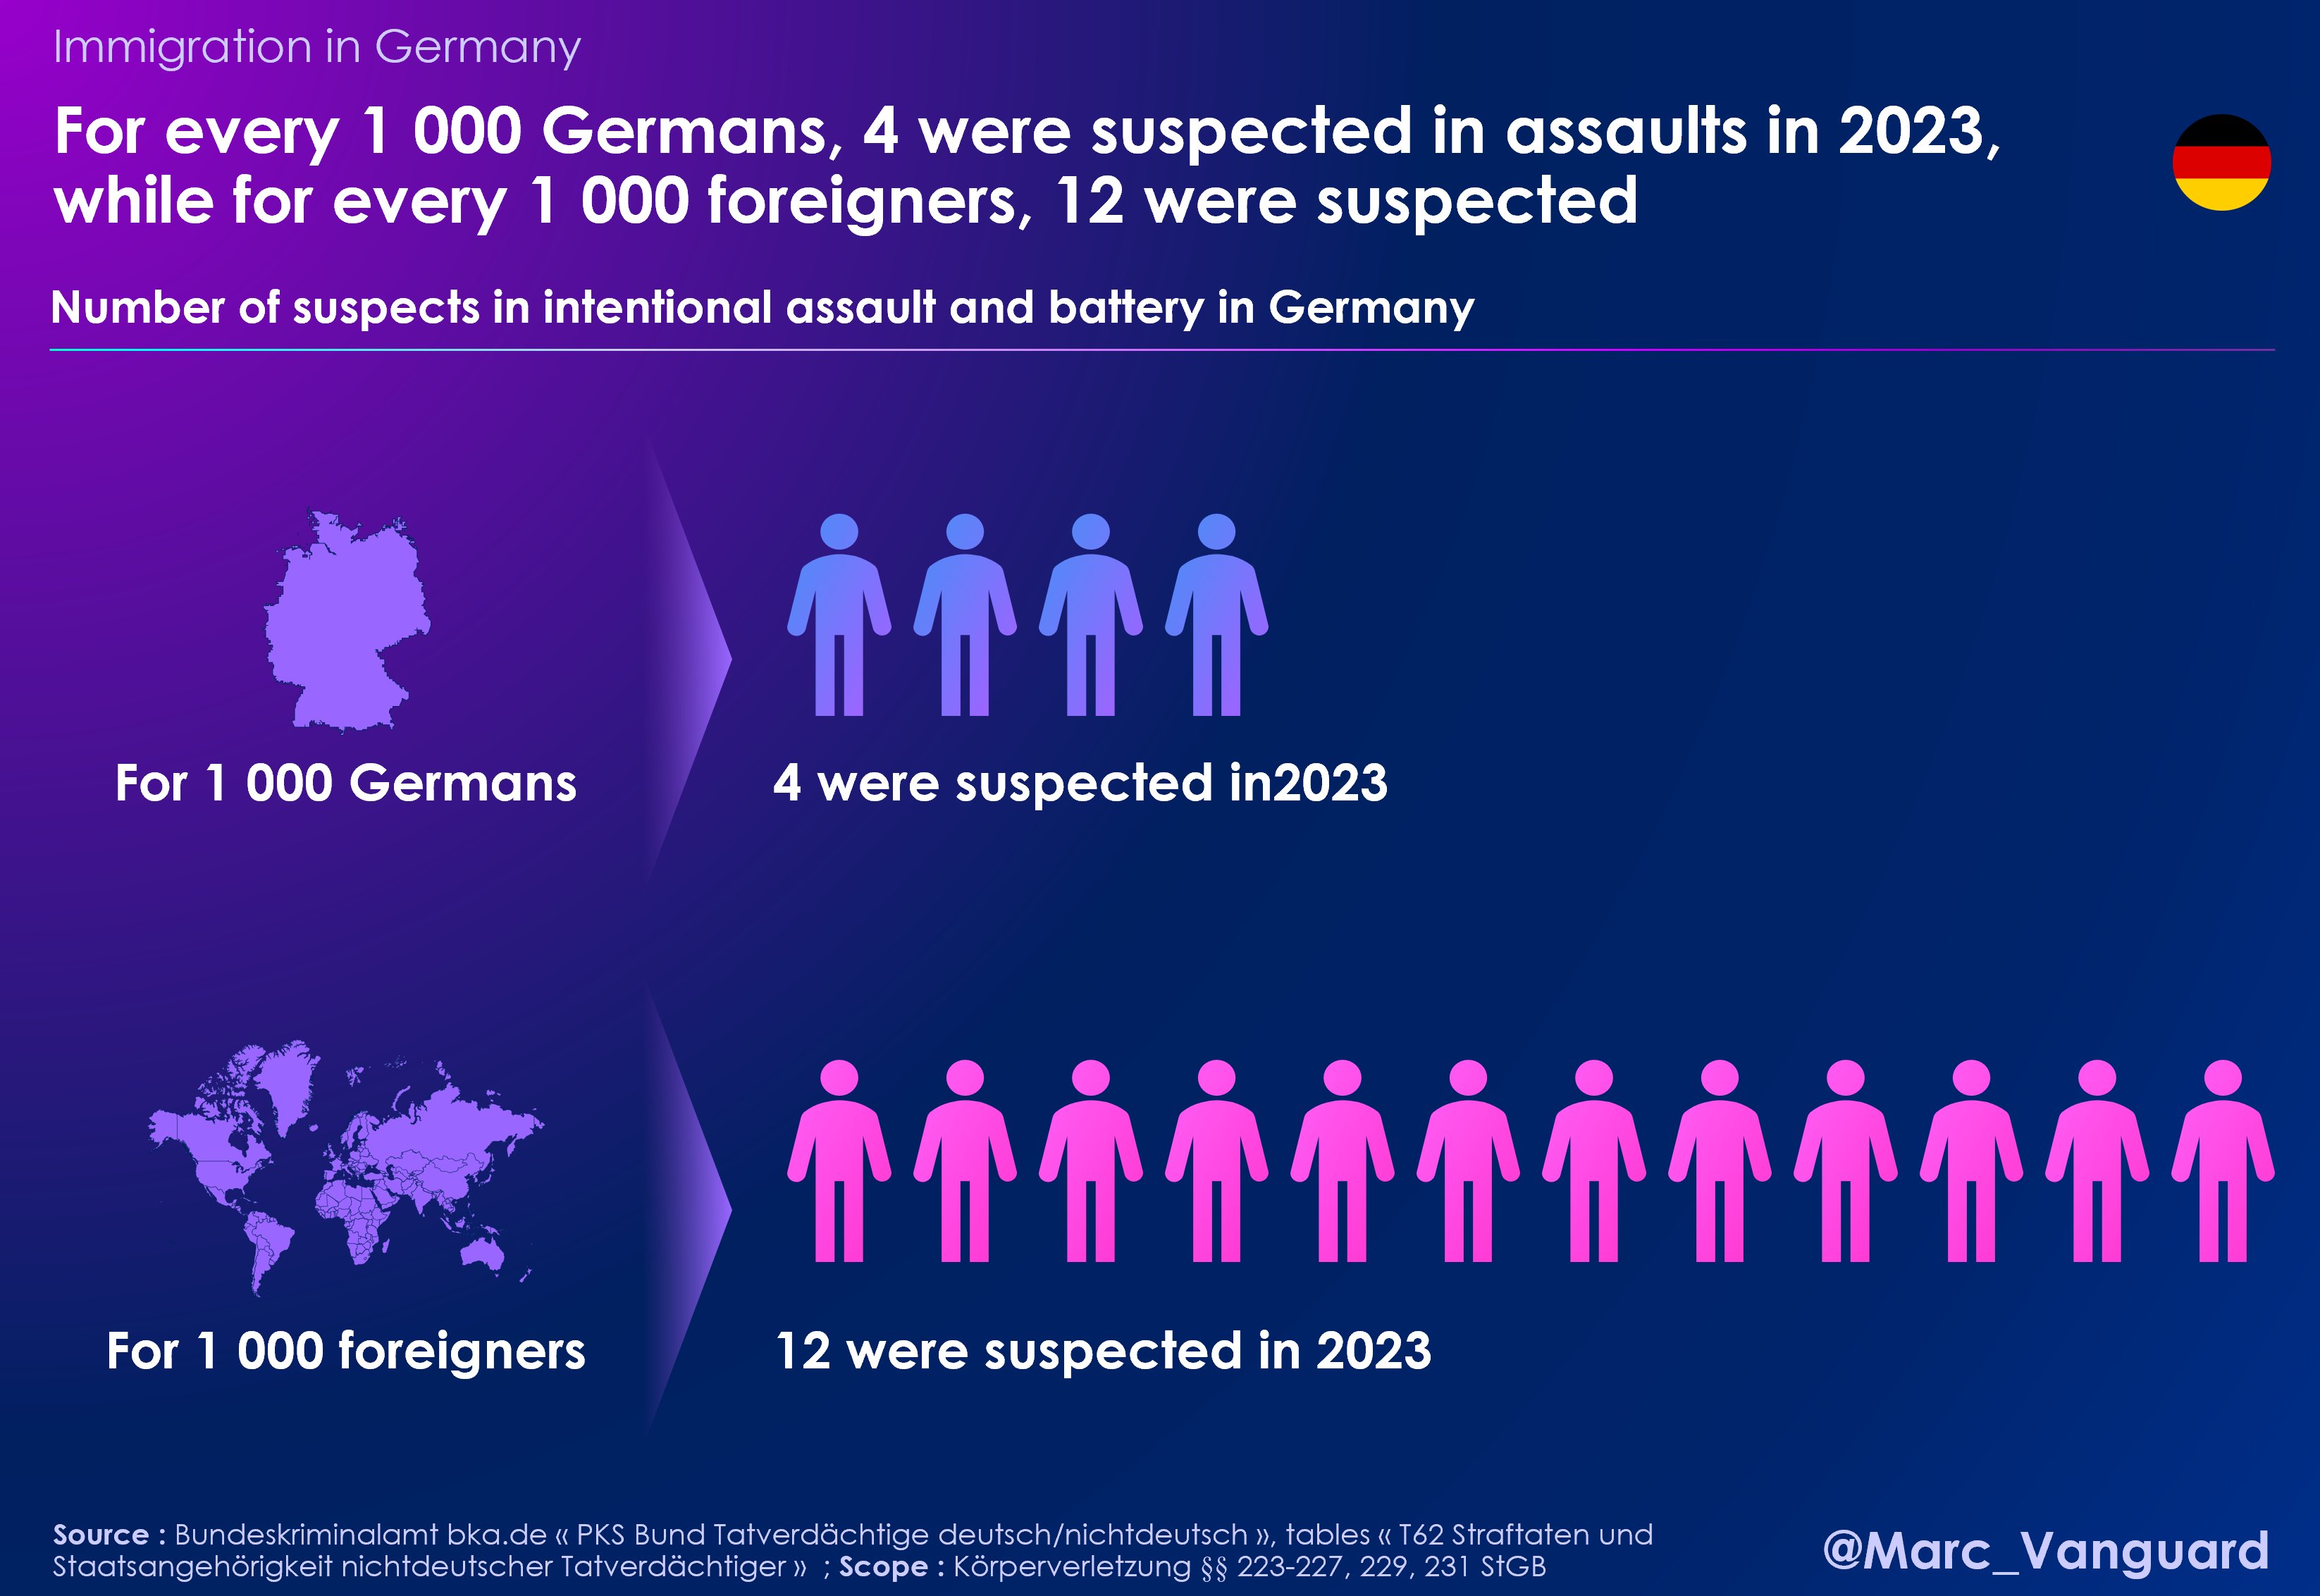 Immigration in Germany
For every 1 000 Germans, 4 were suspected in assaults in 2023,
while for every 1 000 foreigners, 12 were suspected
Number of suspects in intentional assault and battery in Germany
For 1 000 Germans
4 were suspected in2023
For 1 000 foreigners
12 were suspected in 2023
Source : Bundeskriminalamt bka.de « PKS Bund Tatverdächtige deutsch/nichtdeutsch », tables « T62 Straftaten und
Staatsangehörigkeit nichtdeutscher Tatverdächtiger » ; Scope : Körperverletzung §§ 223-227, 229, 231 StGB
@Marc_Vanguard